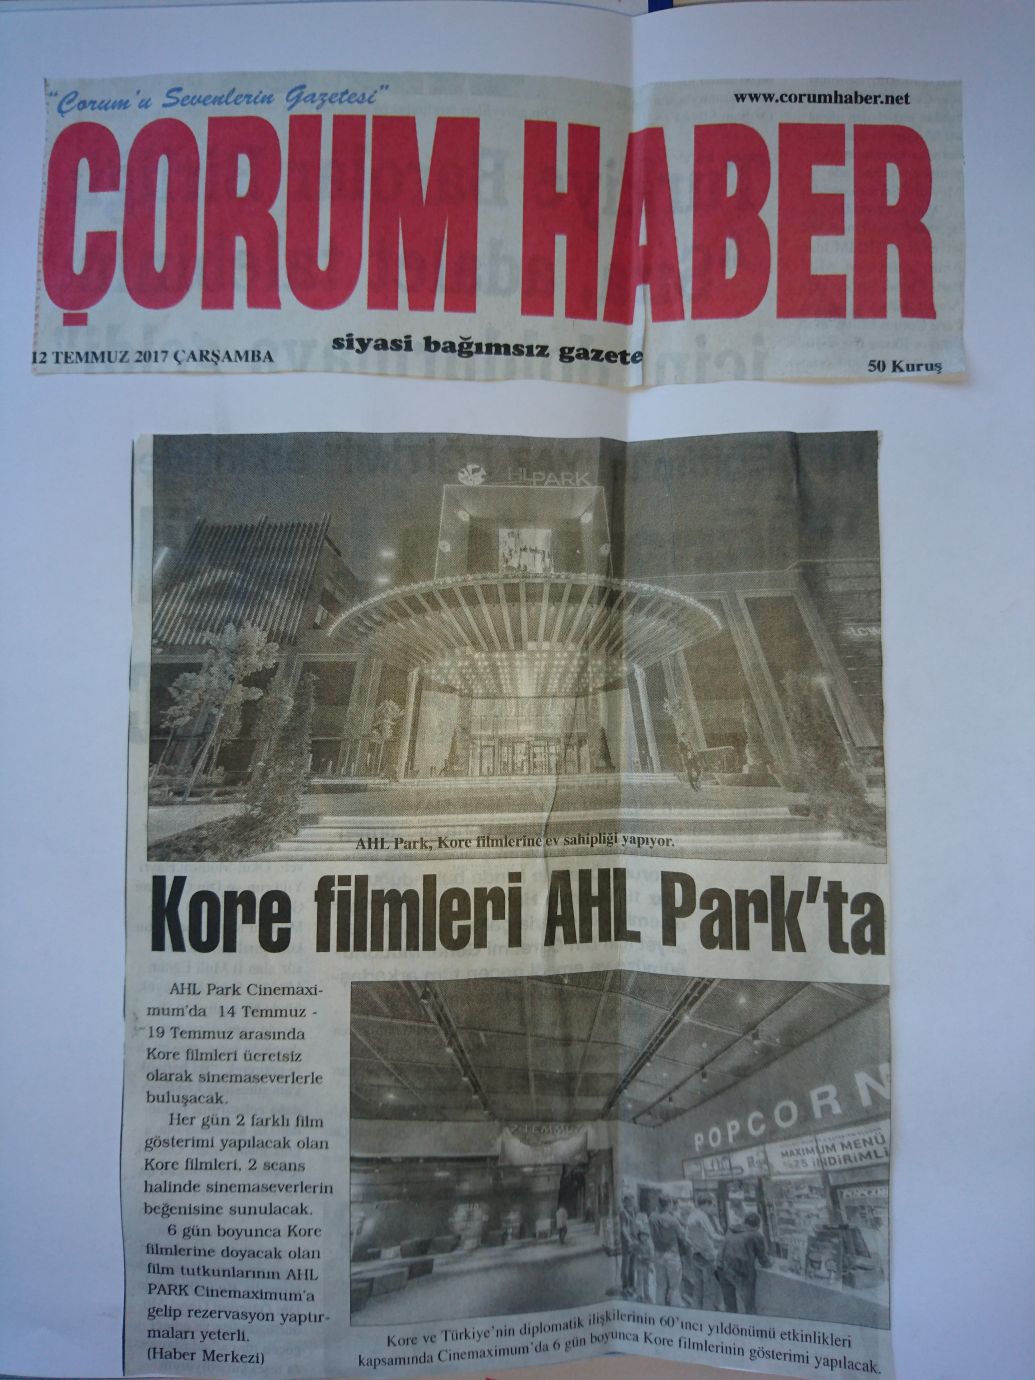 "Çorum'u Sevenlerin Gazetesi"
www.corumhaber.net
ÇORUM HABER
siyasi bağımsız gazete
12 TEMMUZ 2017 ÇARŞAMBA
50 Kuruş
AHL PARK
AHL Park, Kore filmlerine ev sahipliği yapıyor.
Kore filmleri AHL Park'ta
AHL Park Cinemaxi-
mum'da 14 Temmuz -
19 Temmuz arasında
Kore filmleri ücretsiz
olarak sinemaseverlerle
buluşacak.
Her gün 2 farklı film
gösterimi yapılacak olan
Kore filmleri, 2 seans
halinde sinemaseverlerin
beğenisine sunulacak.
6 gün boyunca Kore
filmlerine doyacak olan
film tutkunlarının AHL
PARK Cinemaximum'a
gelip rezervasyon yaptır-
maları yeterli.
(Haber Merkezi)
7 TEMMUZ
POPCORN
MAXIMUM MENÜ
%25 İNDİRİMLİ
POPCORN
Kore ve Türkiye'nin diplomatik ilişkilerinin 60'ıncı yıldönümü etkinlikleri
kapsamında Cinemaximum'da 6 gün boyunca Kore filmlerinin gösterimi yapılacak.